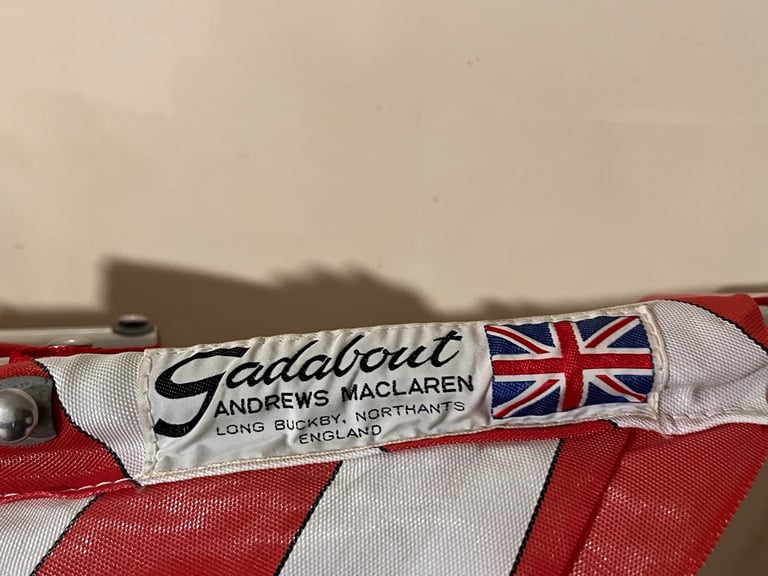 Gadabout
ANDREWS MACLAREN
LONG BUCKBY, NORTHANTS
ENGLAND